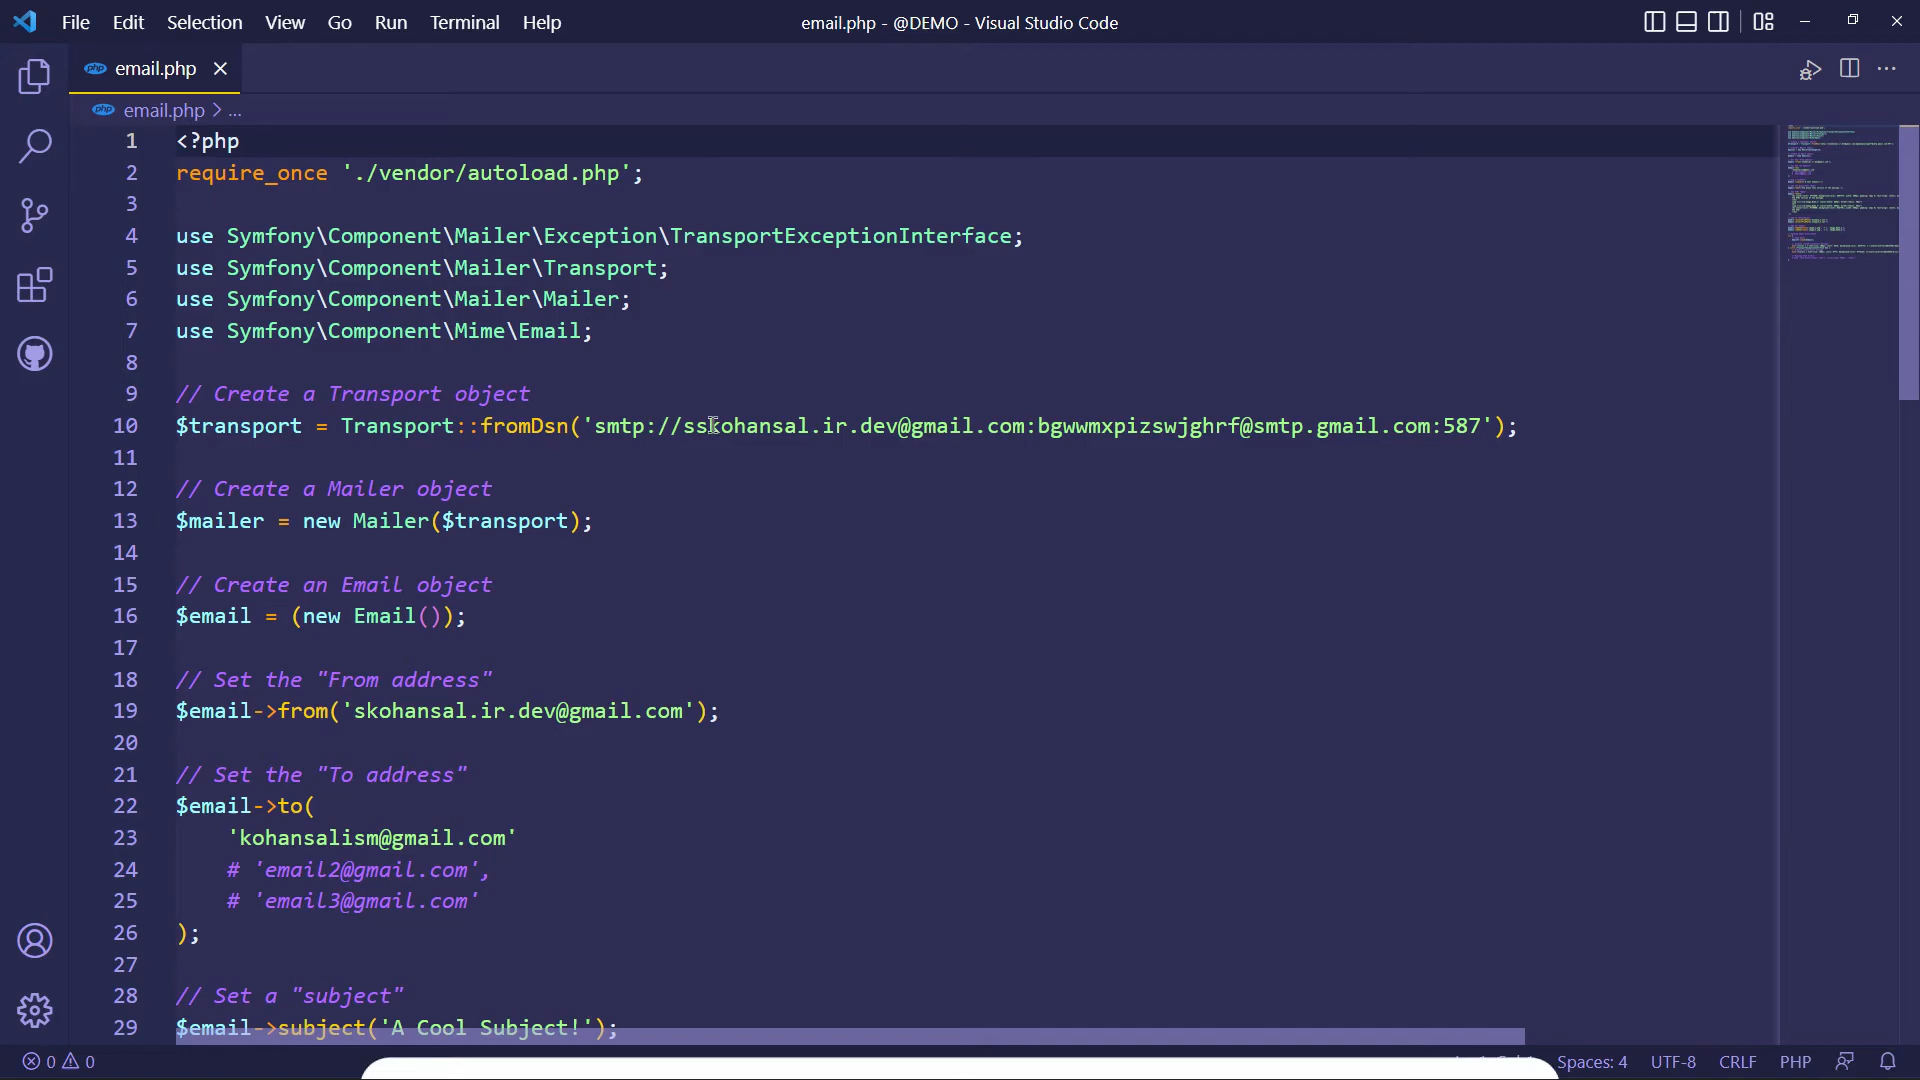 File Edit Selection View Go Run Terminal Help
email.php - @DEMO - Visual Studio Code
php email.php
php email.php > ...
1 <?php
2 require_once './vendor/autoload.php';
3
4 use Symfony\Component\Mailer\Exception\TransportExceptionInterface;
5 use Symfony\Component\Mailer\Transport;
6 use Symfony\Component\Mailer\Mailer;
7 use Symfony\Component\Mime\Email;
8
9 // Create a Transport object
10 $transport = Transport::fromDsn('smtp://sskohansal.ir.dev@gmail.com:bgwwmxpizswjghrf@smtp.gmail.com:587');
11
12 // Create a Mailer object
13 $mailer = new Mailer($transport);
14
15 // Create an Email object
16 $email = (new Email());
17
18 // Set the "From address"
19 $email->from('skohansal.ir.dev@gmail.com');
20
21 // Set the "To address"
22 $email->to(
23 'kohansalism@gmail.com'
24 # 'email2@gmail.com',
25 # 'email3@gmail.com'
26 );
27
28 // Set a "subject"
29 $email->subject('A Cool Subject!');
0 0
Spaces: 4 UTF-8 CRLF PHP